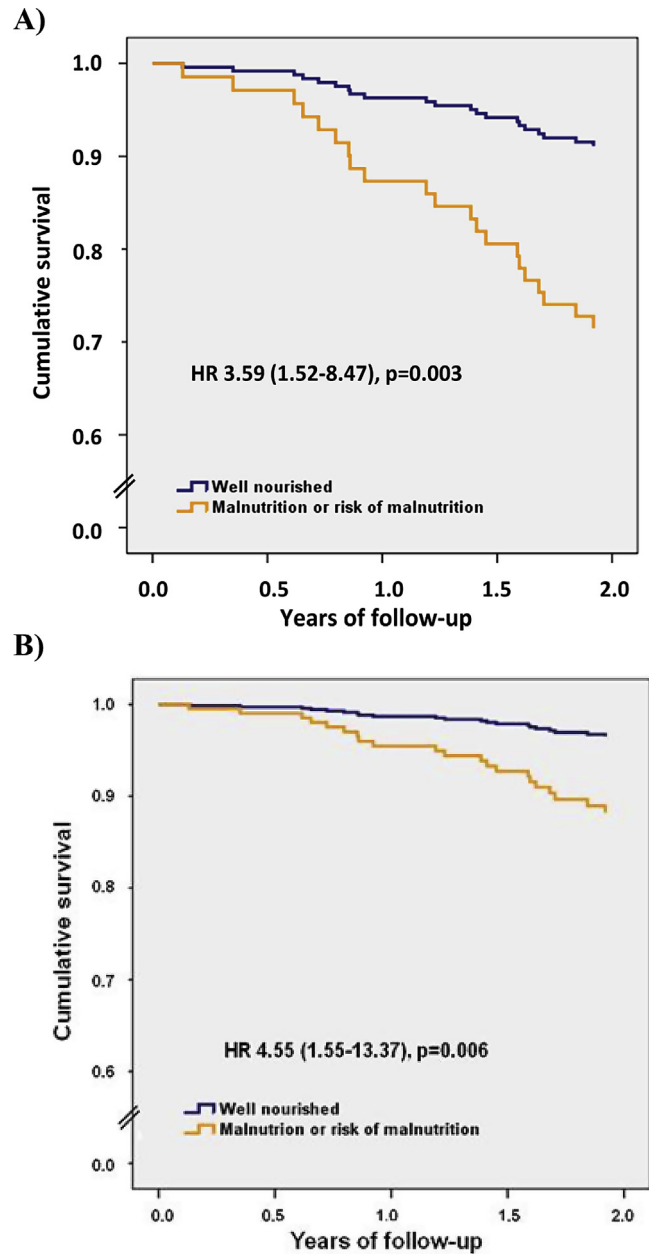 A)
1.0
0.9
0.8
0.7
0.6
0.0
Cumulative survival
HR 3.59 (1.52-8.47), p=0.003
Well nourished
Malnutrition or risk of malnutrition
0.0 0.5 1.0 1.5 2.0
Years of follow-up
B)
1.0
0.9
0.8
0.7
0.6
0.0
Cumulative survival
HR 4.55 (1.55-13.37), p=0.006
Well nourished
Malnutrion or risk of malnutrition
0.0 0.5 1.0 1.5 2.0
Years of follow-up